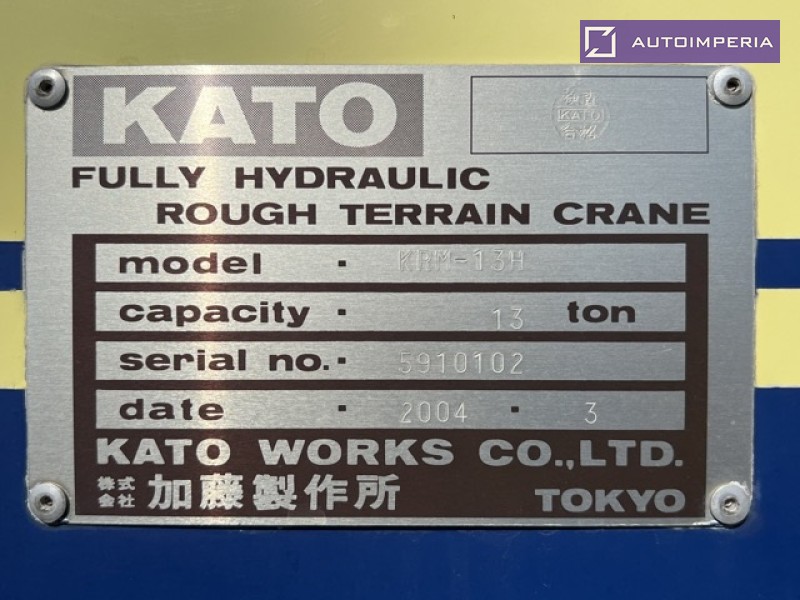 AUTOIMPERIA
KATO
KATO
FULLY HYDRAULIC
ROUGH TERRAIN CRANE
model · KRM-13H
capacity · 13 ton
serial no. · 5910102
date · 2004 · 3
KATO WORKS CO.,LTD.
株式会社 加藤製作所 TOKYO